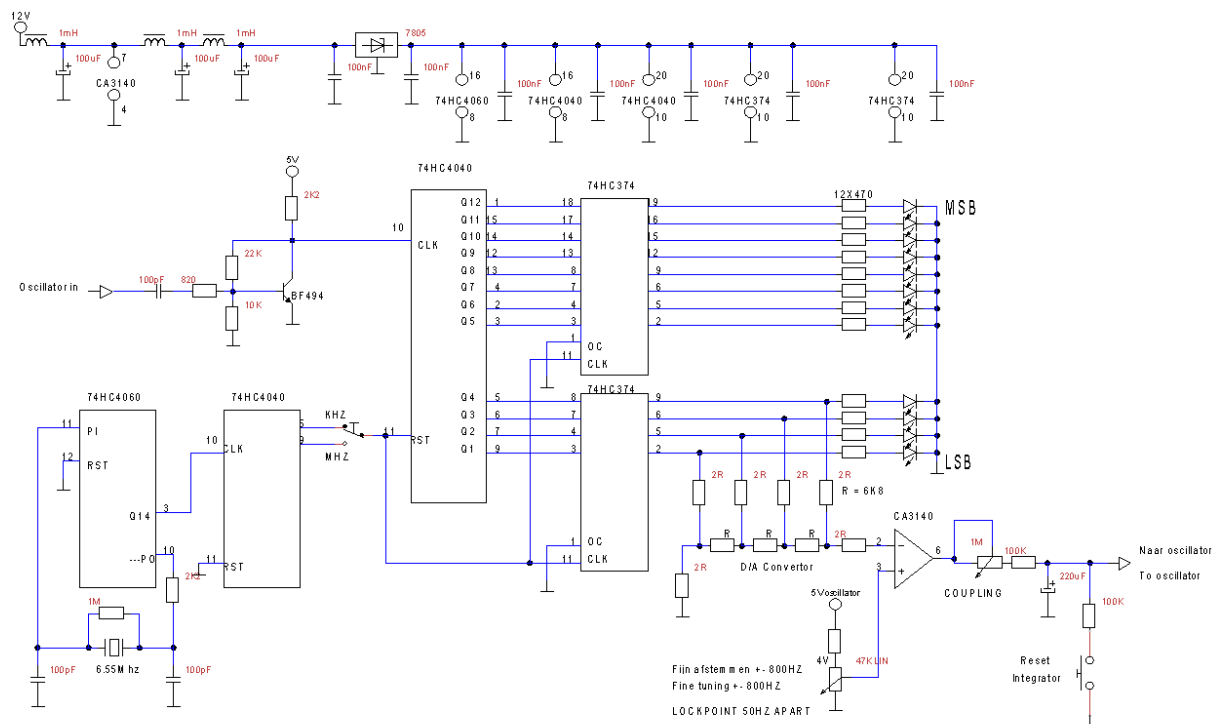 12V
1mH
1mH
1mH
7805
100uF
7
CA3140
4
100uF
100uF
100nF
100nF
16
74HC4060
8
100nF
16
74HC4040
8
100nF
20
74HC4040
10
100nF
20
74HC374
10
100nF
20
74HC374
10
100nF
5V
2K2
74HC4040
10
CLK
22K
100pF
820
Oscillator in
BF494
10K
Q12 1
Q11 15
Q10 14
Q9 12
Q8 13
Q7 4
Q6 2
Q5 3
74HC374
18 19
17 16
14 15
13 12
8 9
7 6
4 5
3 2
1 OC
11 CLK
12X470
MSB
74HC4060
11 PI
12 RST
Q14 3
---PO 10
2K2
1M
100pF
6.55Mhz
100pF
74HC4040
10 CLK
11 RST
6
9
KHZ
MHZ
11 RST
Q4 5
Q3 6
Q2 7
Q1 9
74HC374
8 9
7 6
4 5
3 2
1 OC
11 CLK
LSB
2R 2R 2R 2R
R = 6K8
R R R 2R
2R
D/A Convertor
CA3140
2 -
3 +
6
1M
100K
COUPLING
220uF
Naar oscillator
To oscillator
100K
Reset
Integrator
5Voscillator
4V
47K LIN
Fijn afstemmen +- 800HZ
Fine tuning +- 800HZ
LOCKPOINT 50HZ APART